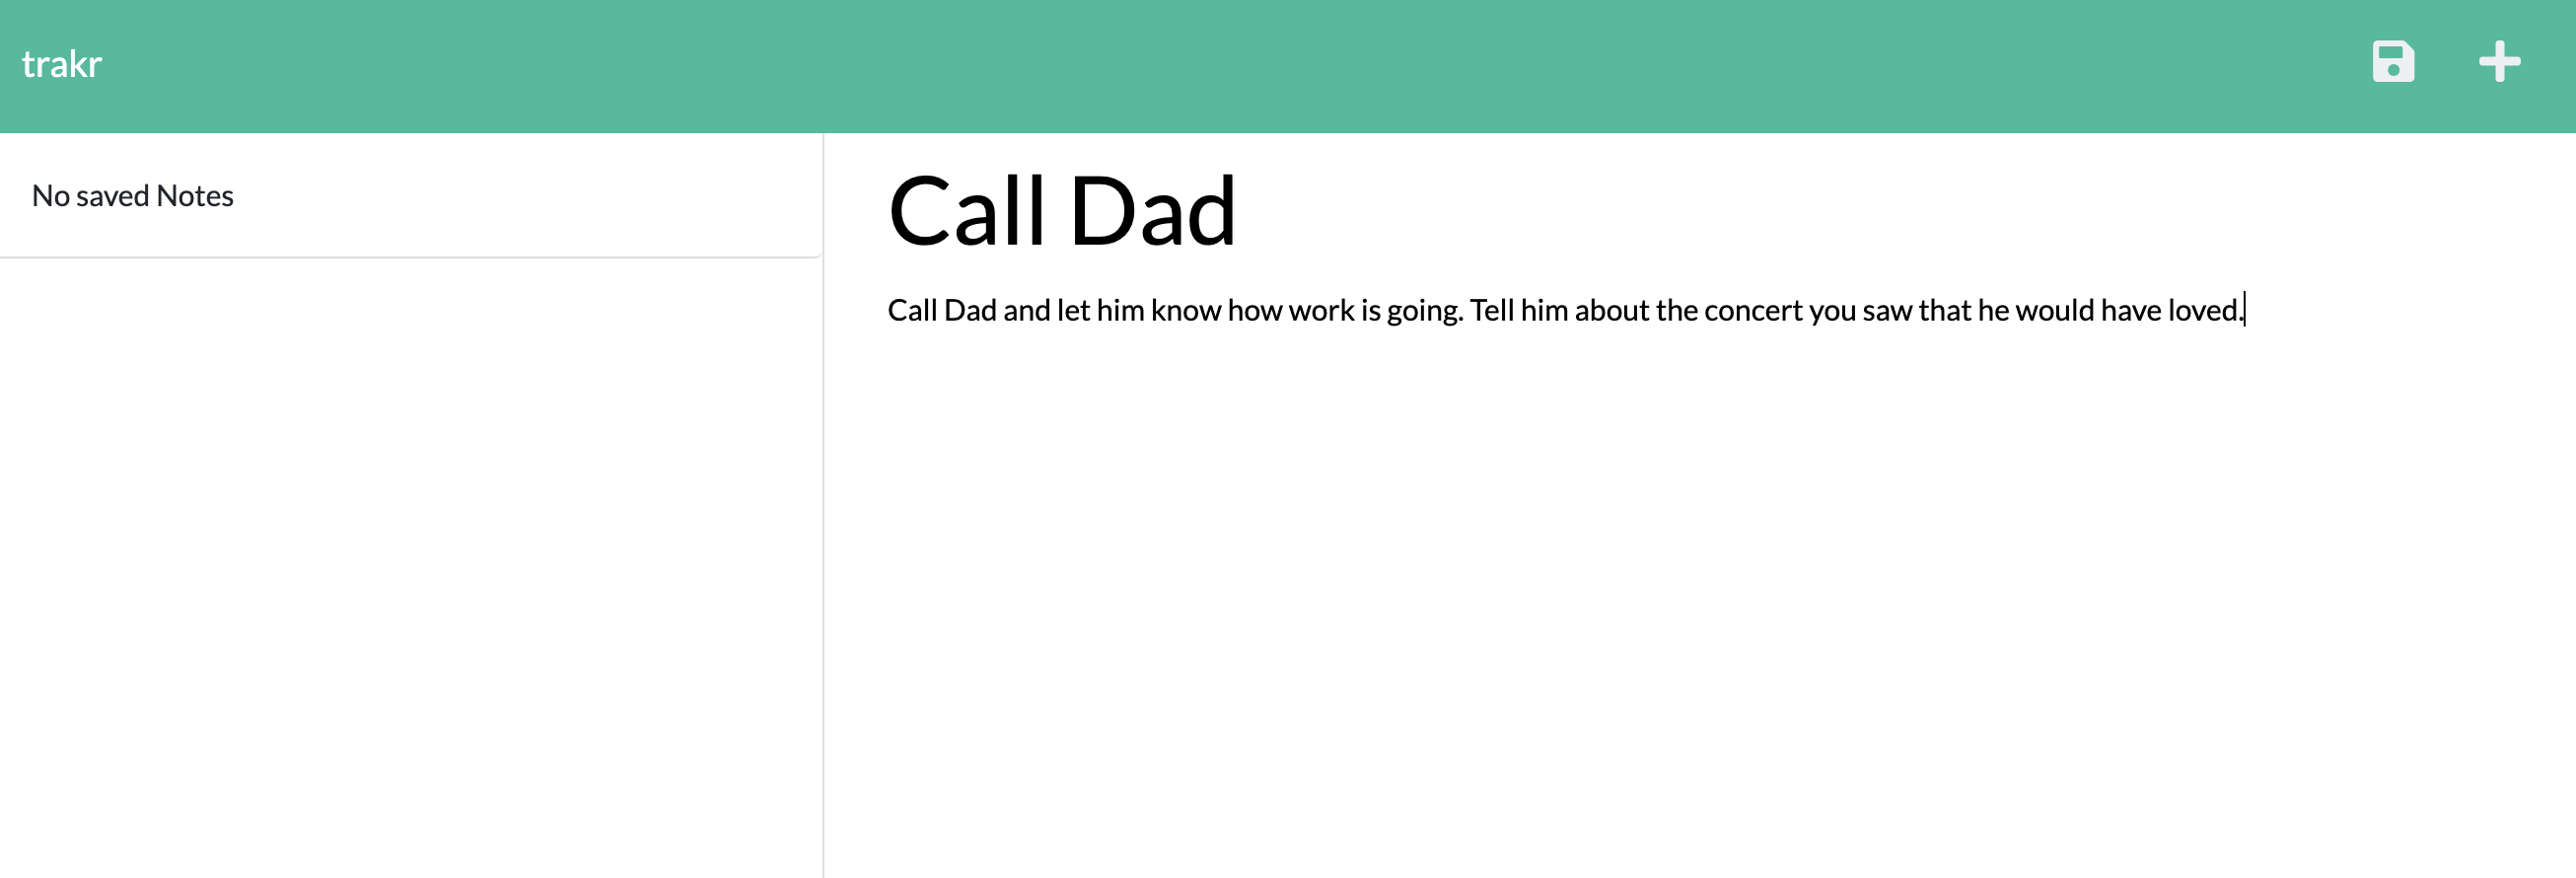 trakr
No saved Notes
Call Dad
Call Dad and let him know how work is going. Tell him about the concert you saw that he would have loved.